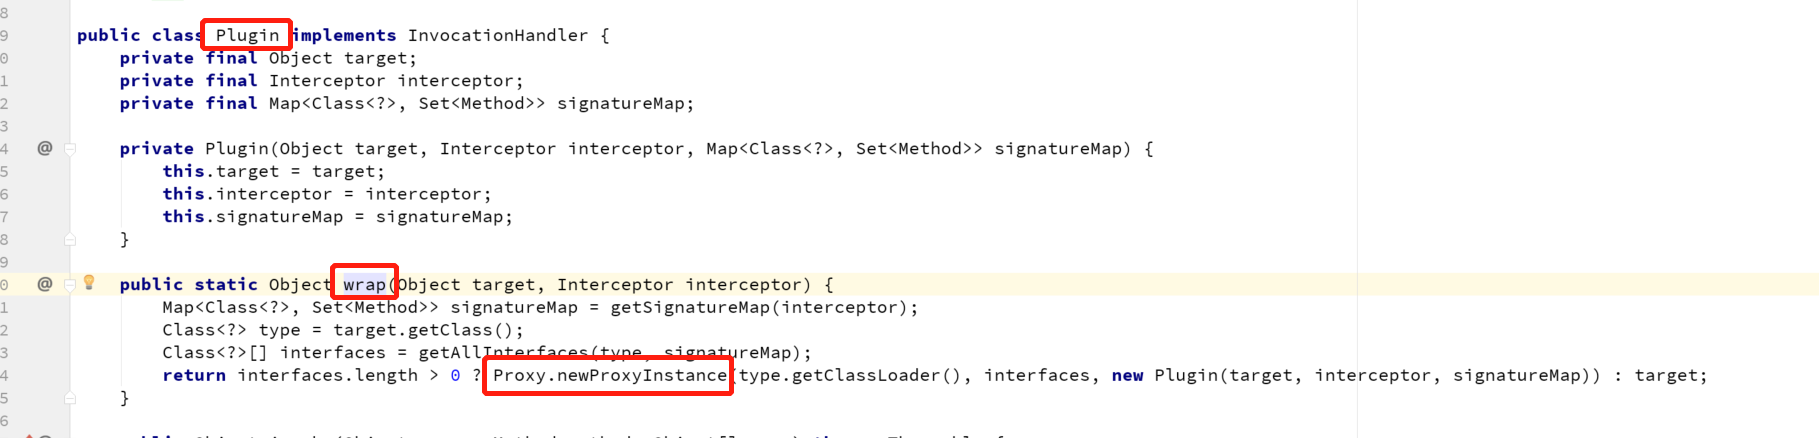 8
9 public class Plugin implements InvocationHandler {
0 private final Object target;
1 private final Interceptor interceptor;
2 private final Map<Class<?>, Set<Method>> signatureMap;
3
4 @ private Plugin(Object target, Interceptor interceptor, Map<Class<?>, Set<Method>> signatureMap) {
5 this.target = target;
6 this.interceptor = interceptor;
7 this.signatureMap = signatureMap;
8 }
9
0 @ public static Object wrap(Object target, Interceptor interceptor) {
1 Map<Class<?>, Set<Method>> signatureMap = getSignatureMap(interceptor);
2 Class<?> type = target.getClass();
3 Class<?>[] interfaces = getAllInterfaces(type, signatureMap);
4 return interfaces.length > 0 ? Proxy.newProxyInstance(type.getClassLoader(), interfaces, new Plugin(target, interceptor, signatureMap)) : target;
5 }
6